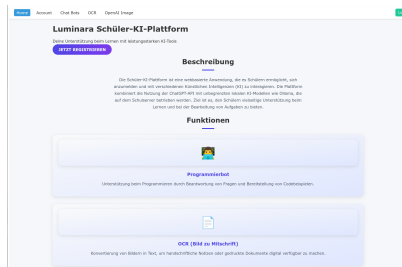 Home Account Chat Bots OCR OpenAI Image
Luminara Schüler-KI-Plattform
Deine Unterstützung beim Lernen mit leistungsstarken KI-Tools
JETZT REGISTRIEREN
Beschreibung
Die Schüler-KI-Plattform ist eine webbasierte Anwendung, die es Schülern ermöglicht, sich
anzumelden und mit verschiedenen Künstlichen Intelligenzen (KI) zu interagieren. Die Plattform
kombiniert die Nutzung der ChatGPT-API mit unbegrenzten lokalen KI-Modellen wie Ollama, die
auf dem Schulserver betrieben werden. Ziel ist es, den Schülern vielseitige Unterstützung beim
Lernen und bei der Bearbeitung von Aufgaben zu bieten.
Funktionen
Programmierbot
Unterstützung beim Programmieren durch Beantwortung von Fragen und Bereitstellung von Codebeispielen.
OCR (Bild zu Mitschrift)
Konvertierung von Bildern in Text, um handschriftliche Notizen oder gedruckte Dokumente digital verfügbar zu machen.